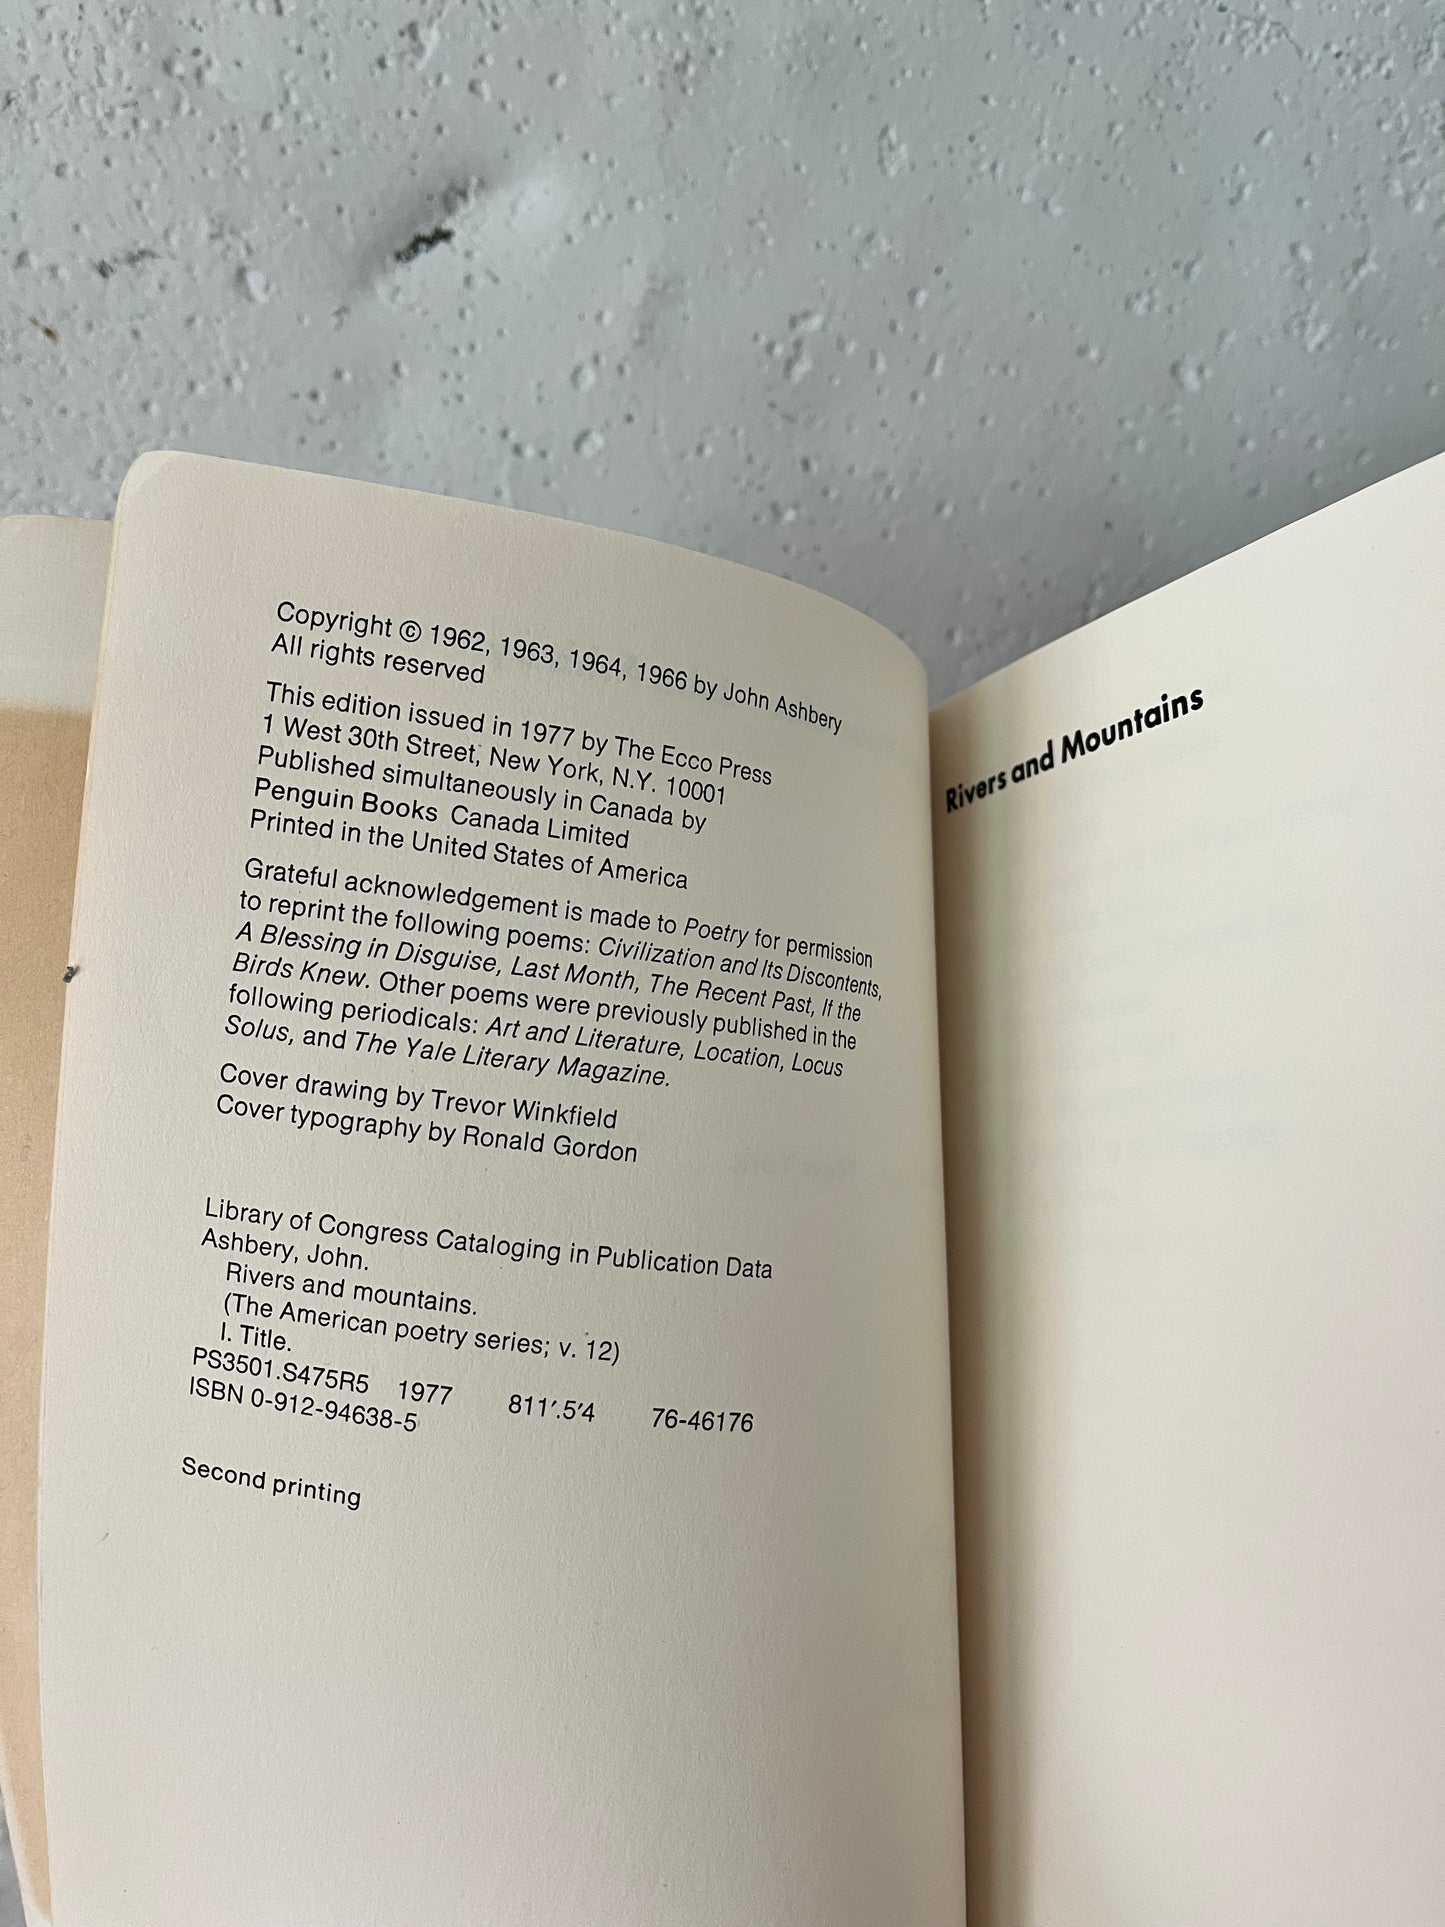 Copyright © 1962, 1963, 1964, 1966 by John Ashbery
All rights reserved
This edition issued in 1977 by The Ecco Press
1 West 30th Street, New York, N.Y. 10001
Published simultaneously in Canada by
Penguin Books Canada Limited
Printed in the United States of America
Grateful acknowledgement is made to Poetry for permission
to reprint the following poems: Civilization and Its Discontents,
A Blessing in Disguise, Last Month, The Recent Past, If the
Birds Knew. Other poems were previously published in the
following periodicals: Art and Literature, Location, Locus
Solus, and The Yale Literary Magazine.
Cover drawing by Trevor Winkfield
Cover typography by Ronald Gordon
Library of Congress Cataloging in Publication Data
Ashbery, John.
Rivers and mountains.
(The American poetry series; v. 12)
I. Title.
PS3501.S475R5 1977 811′.5′4 76-46176
ISBN 0-912-94638-5
Second printing
Rivers and Mountains